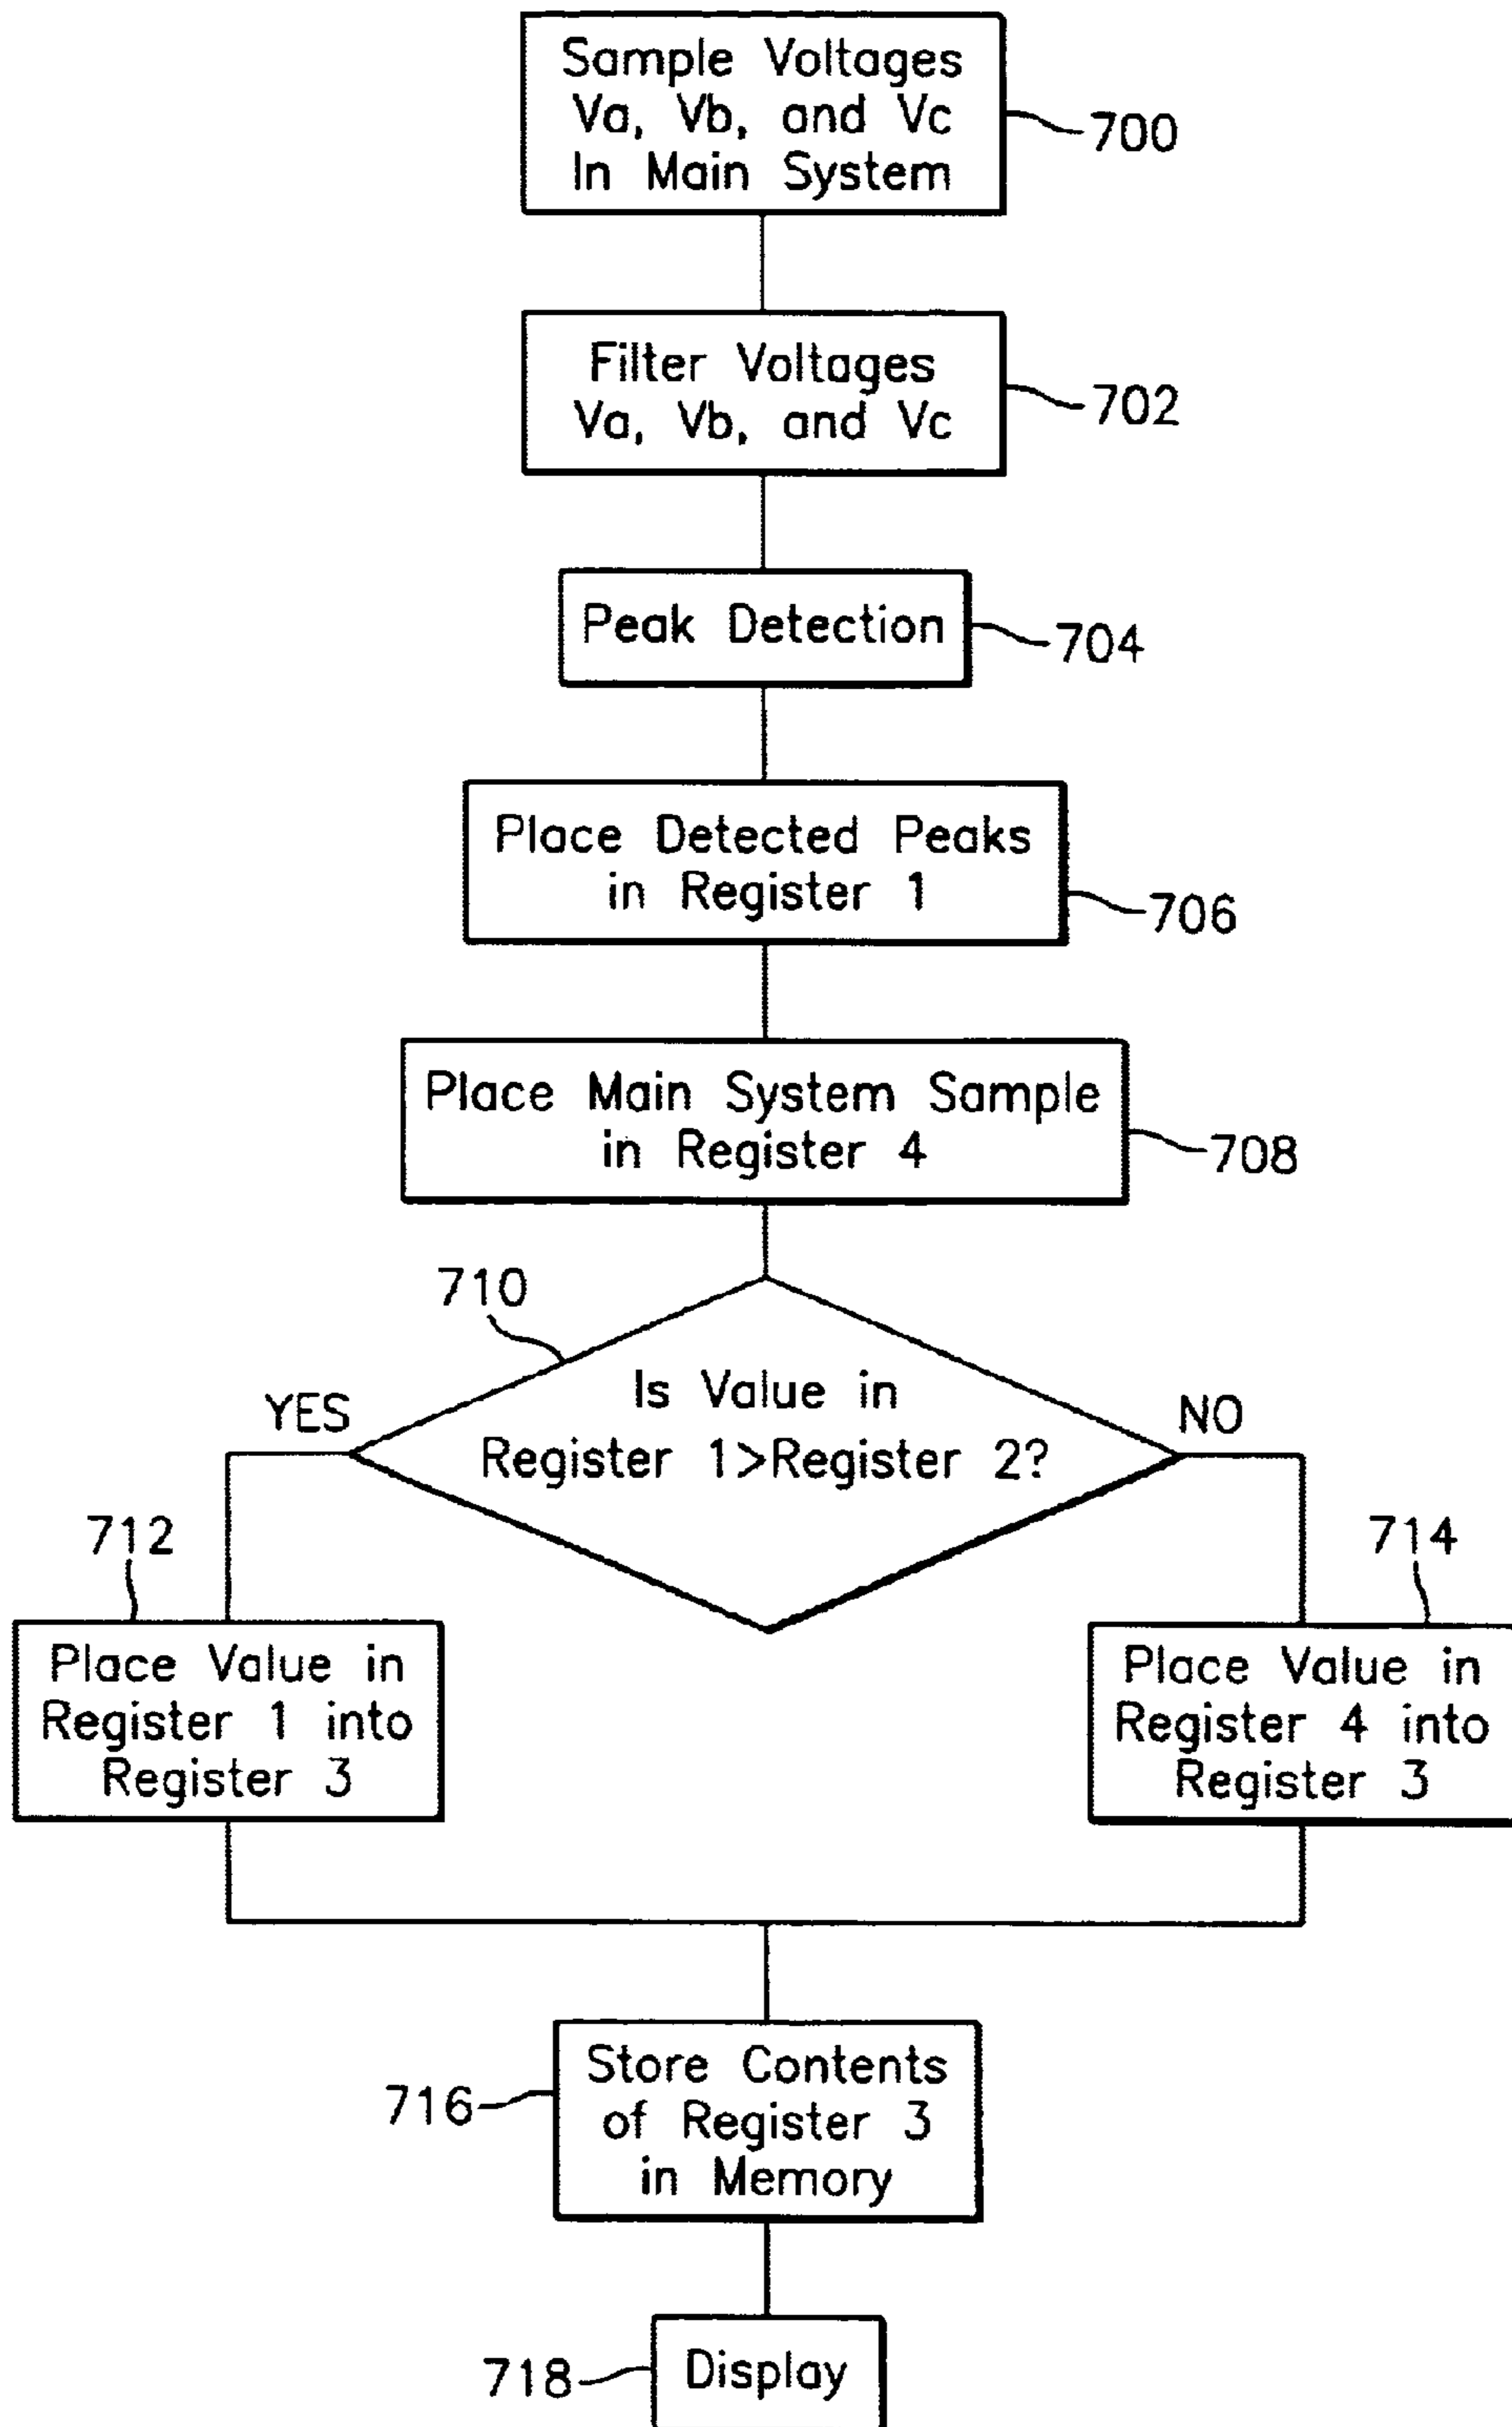 Sample Voltages
Va, Vb, and Vc
In Main System
700
Filter Voltages
Va, Vb, and Vc
702
Peak Detection
704
Place Detected Peaks
in Register 1
706
Place Main System Sample
in Register 4
708
710
Is Value in
Register 1>Register 2?
YES
NO
712
Place Value in
Register 1 into
Register 3
714
Place Value in
Register 4 into
Register 3
Store Contents
of Register 3
in Memory
716
Display
718